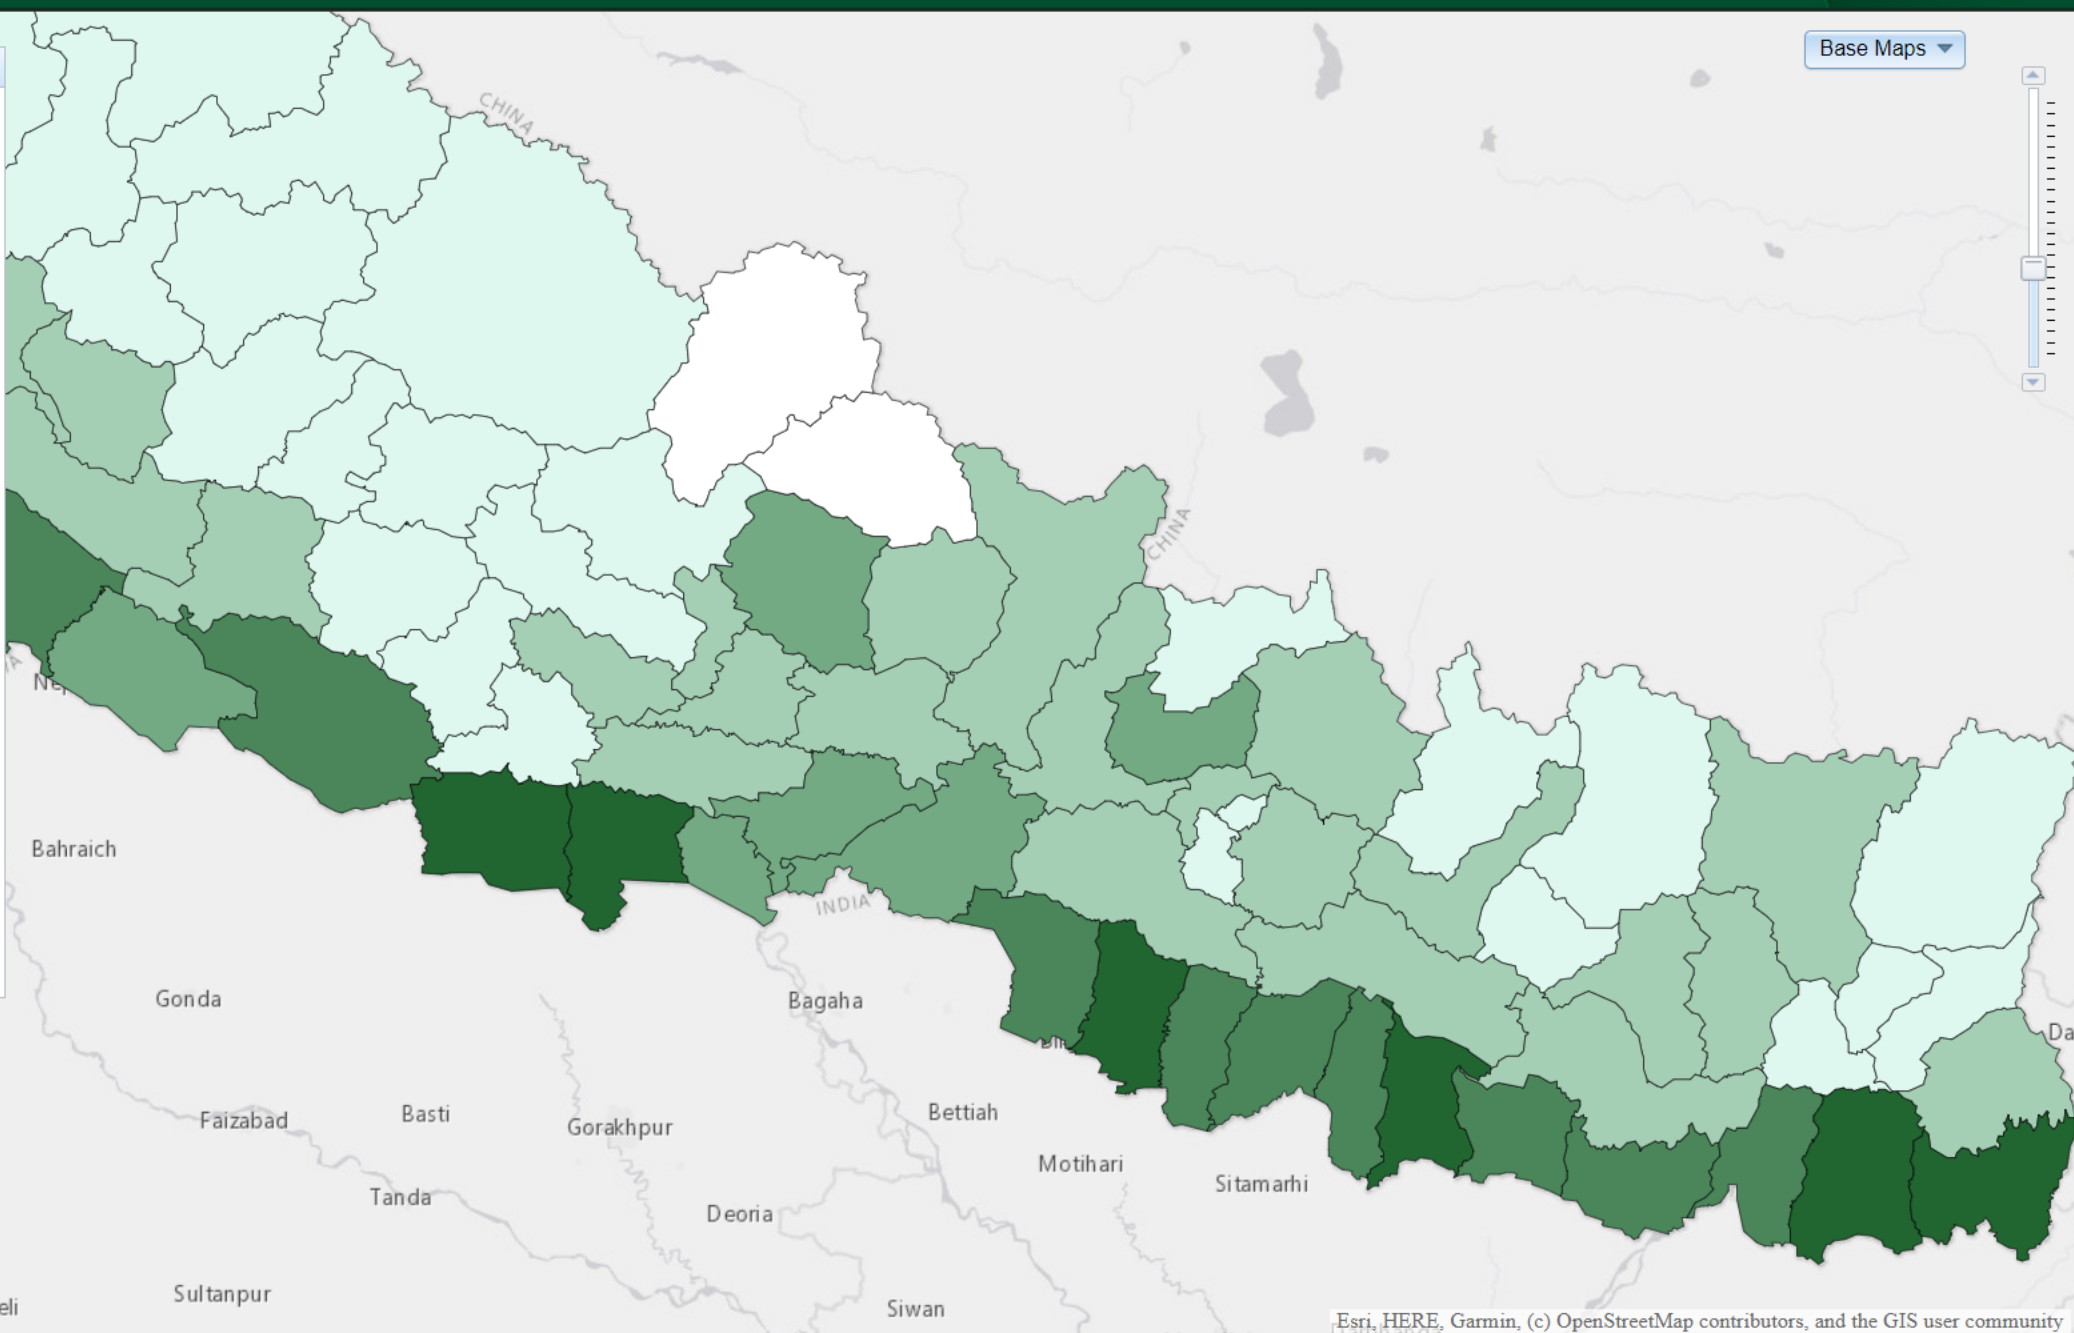 Base Maps
CHINA
CHINA
Bahraich
INDIA
Gonda
Bagaha
Faizabad
Basti
Gorakhpur
Bettiah
Motihari
Sitamarhi
Tanda
Deoria
Sultanpur
Siwan
Esri, HERE, Garmin, (c) OpenStreetMap contributors, and the GIS user community